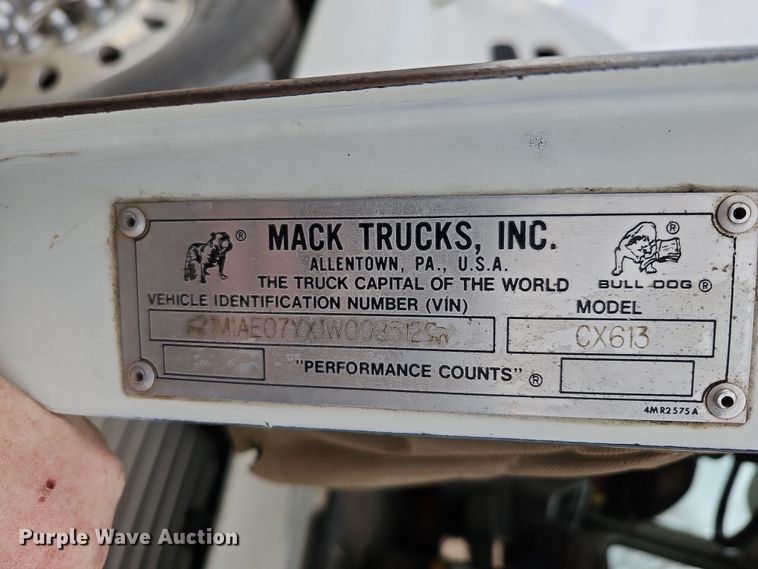 MACK TRUCKS, INC.
ALLENTOWN, PA., U.S.A.
THE TRUCK CAPITAL OF THE WORLD
BULL DOG ®
VEHICLE IDENTIFICATION NUMBER (VIN)
MODEL
1M1AE07YX1W008512
CX613
"PERFORMANCE COUNTS" ®
4MR2575A
Purple Wave Auction®